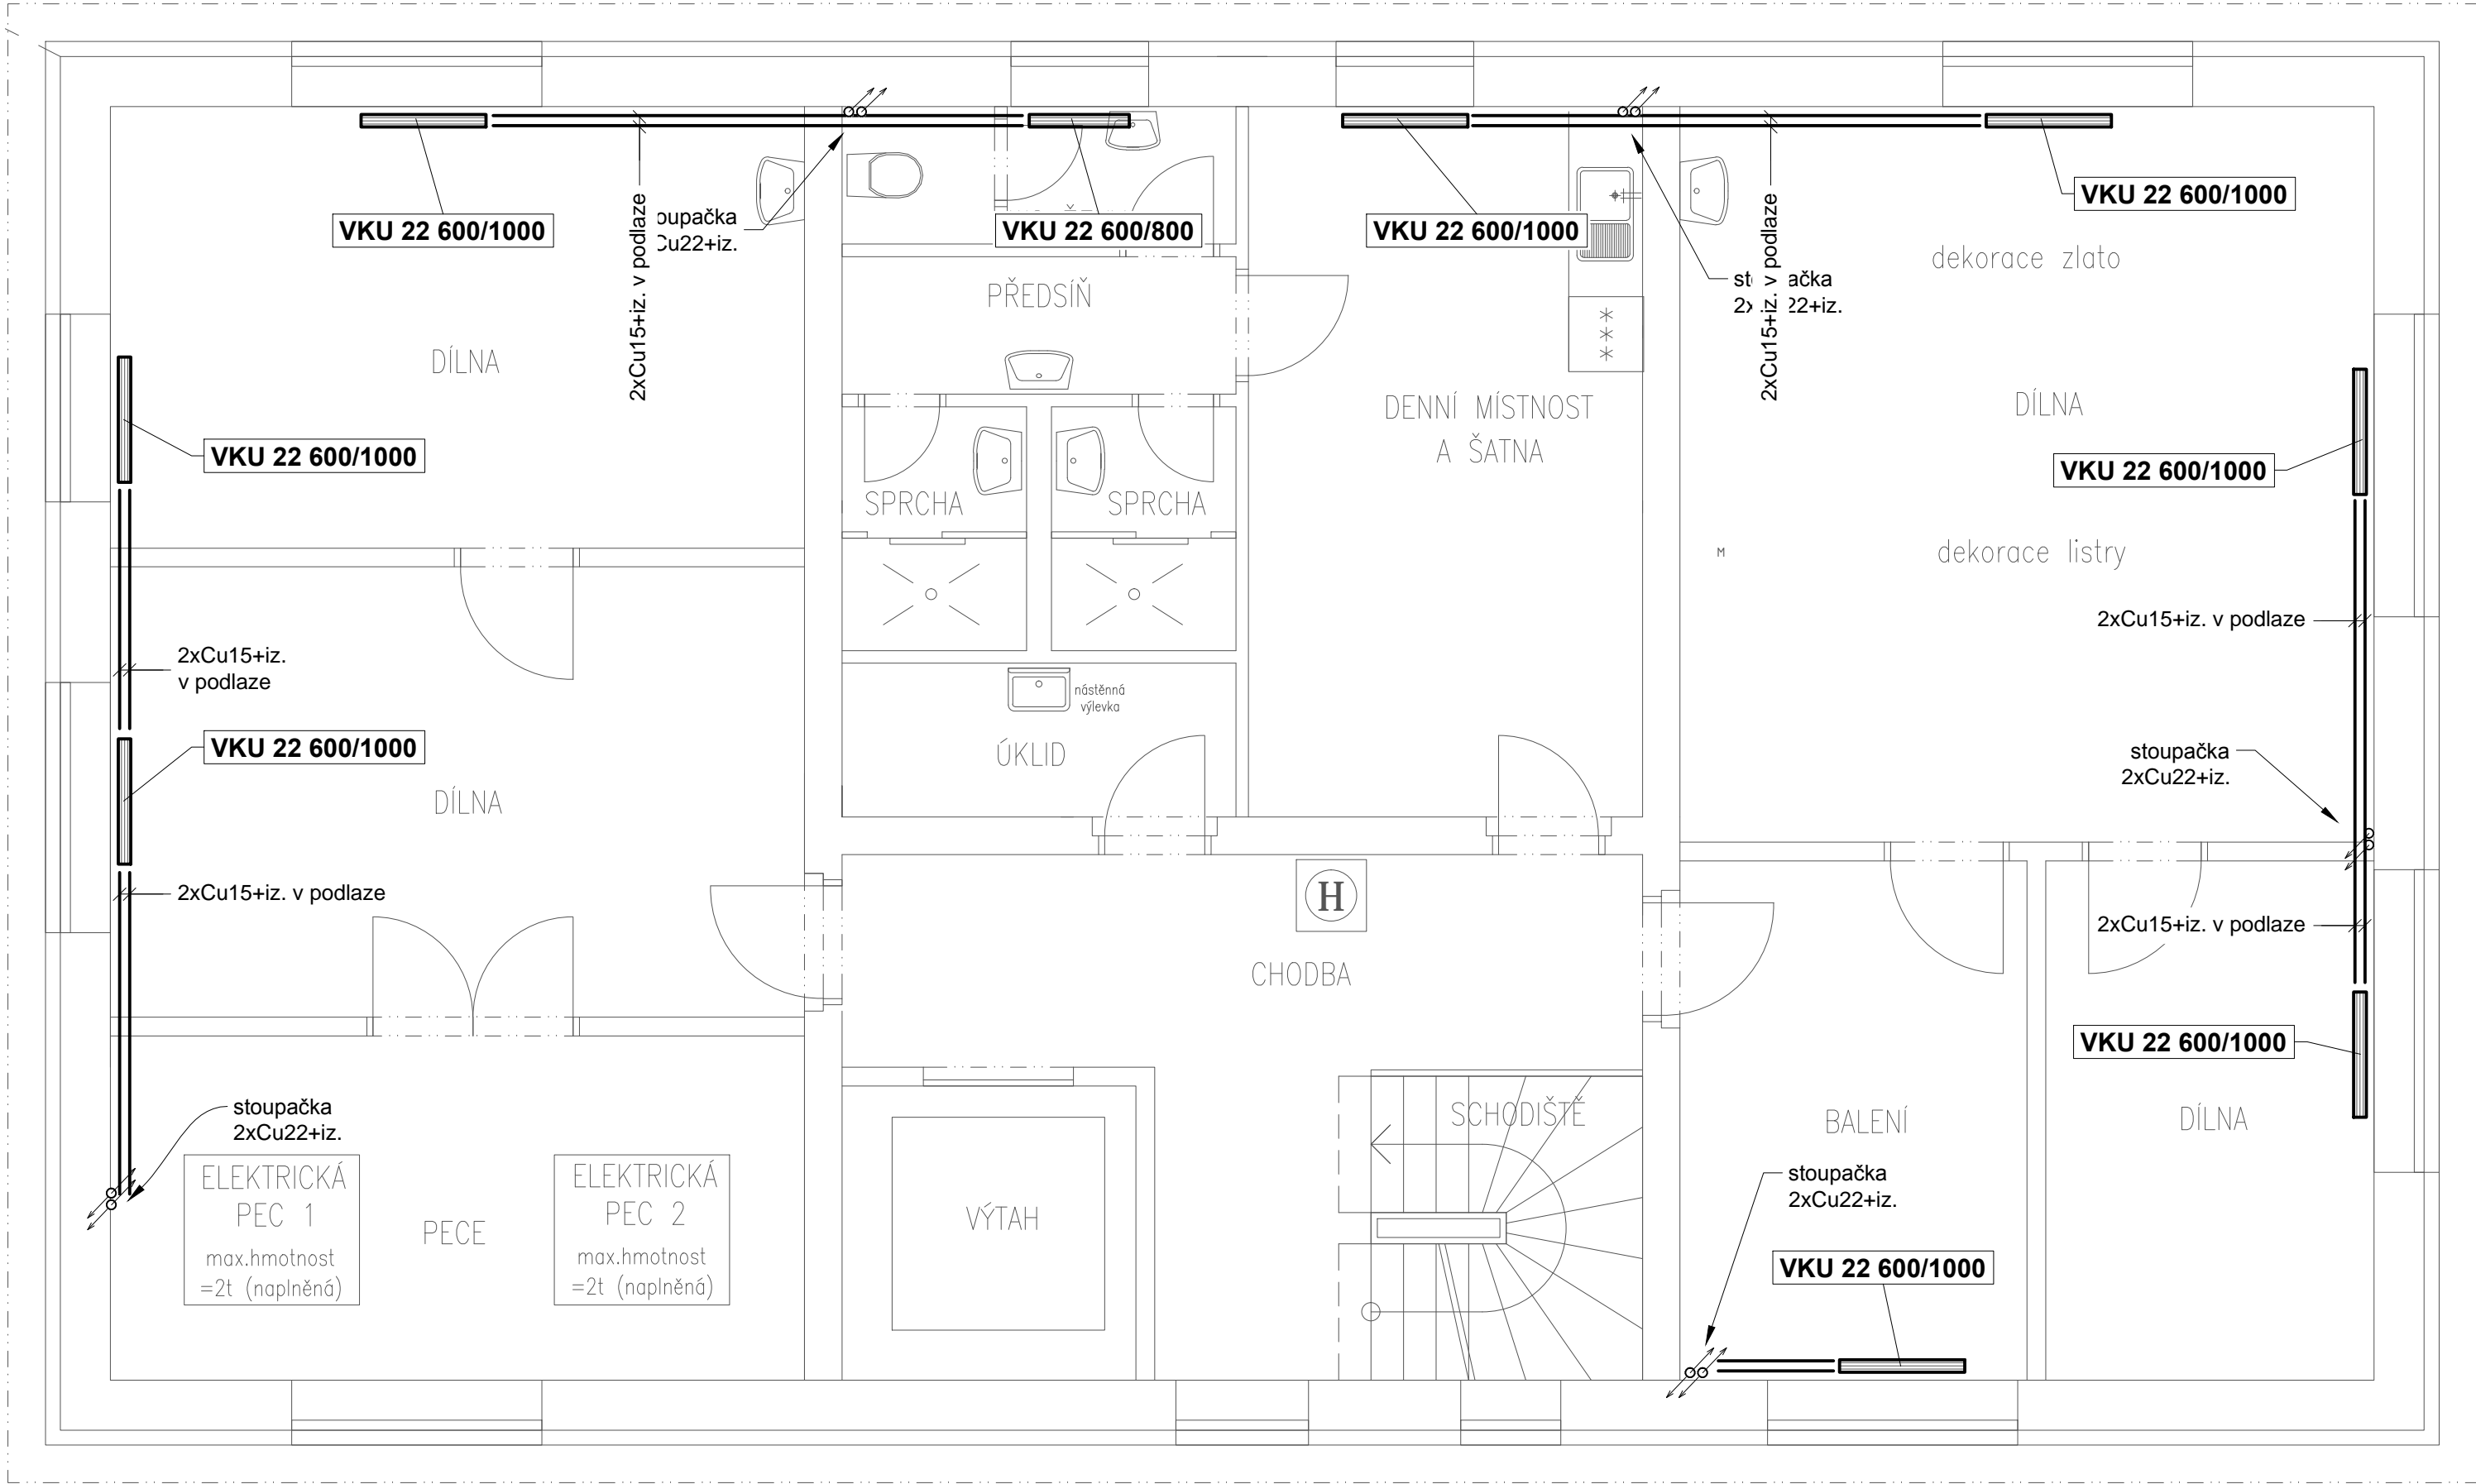 VKU 22 600/1000
2xCu15+iz. v podlaze
VKU 22 600/800
VKU 22 600/1000
2xCu15+iz. v podlaze
VKU 22 600/1000
dekorace zlato
PŘEDSÍŇ
DÍLNA
VKU 22 600/1000
DENNÍ MÍSTNOST
A ŠATNA
DÍLNA
VKU 22 600/1000
SPRCHA
SPRCHA
M
dekorace listry
2xCu15+iz. v podlaze
2xCu15+iz.
v podlaze
nástěnná
výlevka
VKU 22 600/1000
ÚKLID
stoupačka
2xCu22+iz.
DÍLNA
2xCu15+iz. v podlaze
H
2xCu15+iz. v podlaze
CHODBA
VKU 22 600/1000
stoupačka
2xCu22+iz.
SCHODIŠTĚ
BALENÍ
DÍLNA
ELEKTRICKÁ
PEC 1
max.hmotnost
=2t (naplněná)
PECE
ELEKTRICKÁ
PEC 2
max.hmotnost
=2t (naplněná)
VÝTAH
stoupačka
2xCu22+iz.
VKU 22 600/1000